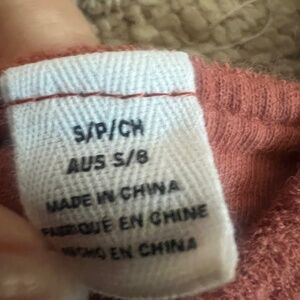 S/P/CH
AUS S/8
MADE IN CHINA
FABRIQUE EN CHINE
HECHO EN CHINA